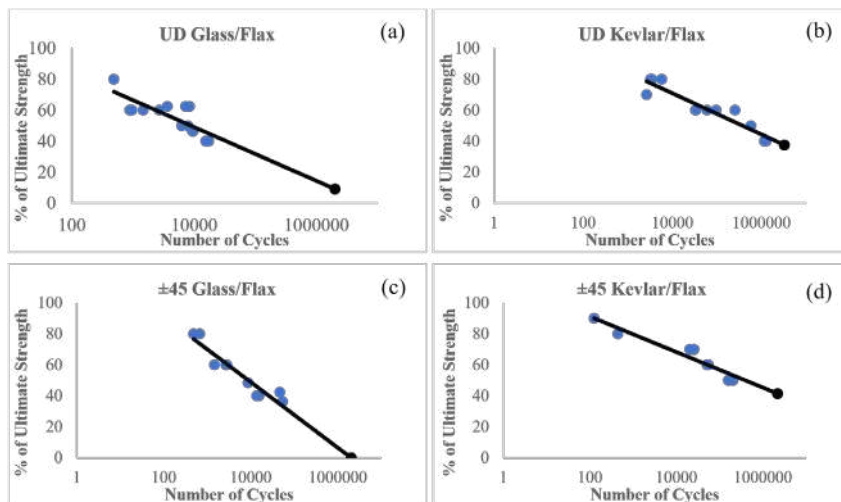 UD Glass/Flax
(a)
% of Ultimate Strength
100
80
60
40
20
0
100
10000
1000000
Number of Cycles
UD Kevlar/Flax
(b)
% of Ultimate Strength
100
80
60
40
20
0
1
10000
1000000
Number of Cycles
±45 Glass/Flax
(c)
% of Ultimate Strength
100
80
60
40
20
0
1
100
10000
1000000
Number of Cycles
±45 Kevlar/Flax
(d)
% of Ultimate Strength
100
80
60
40
20
0
1
100
10000
1000000
Number of Cycles